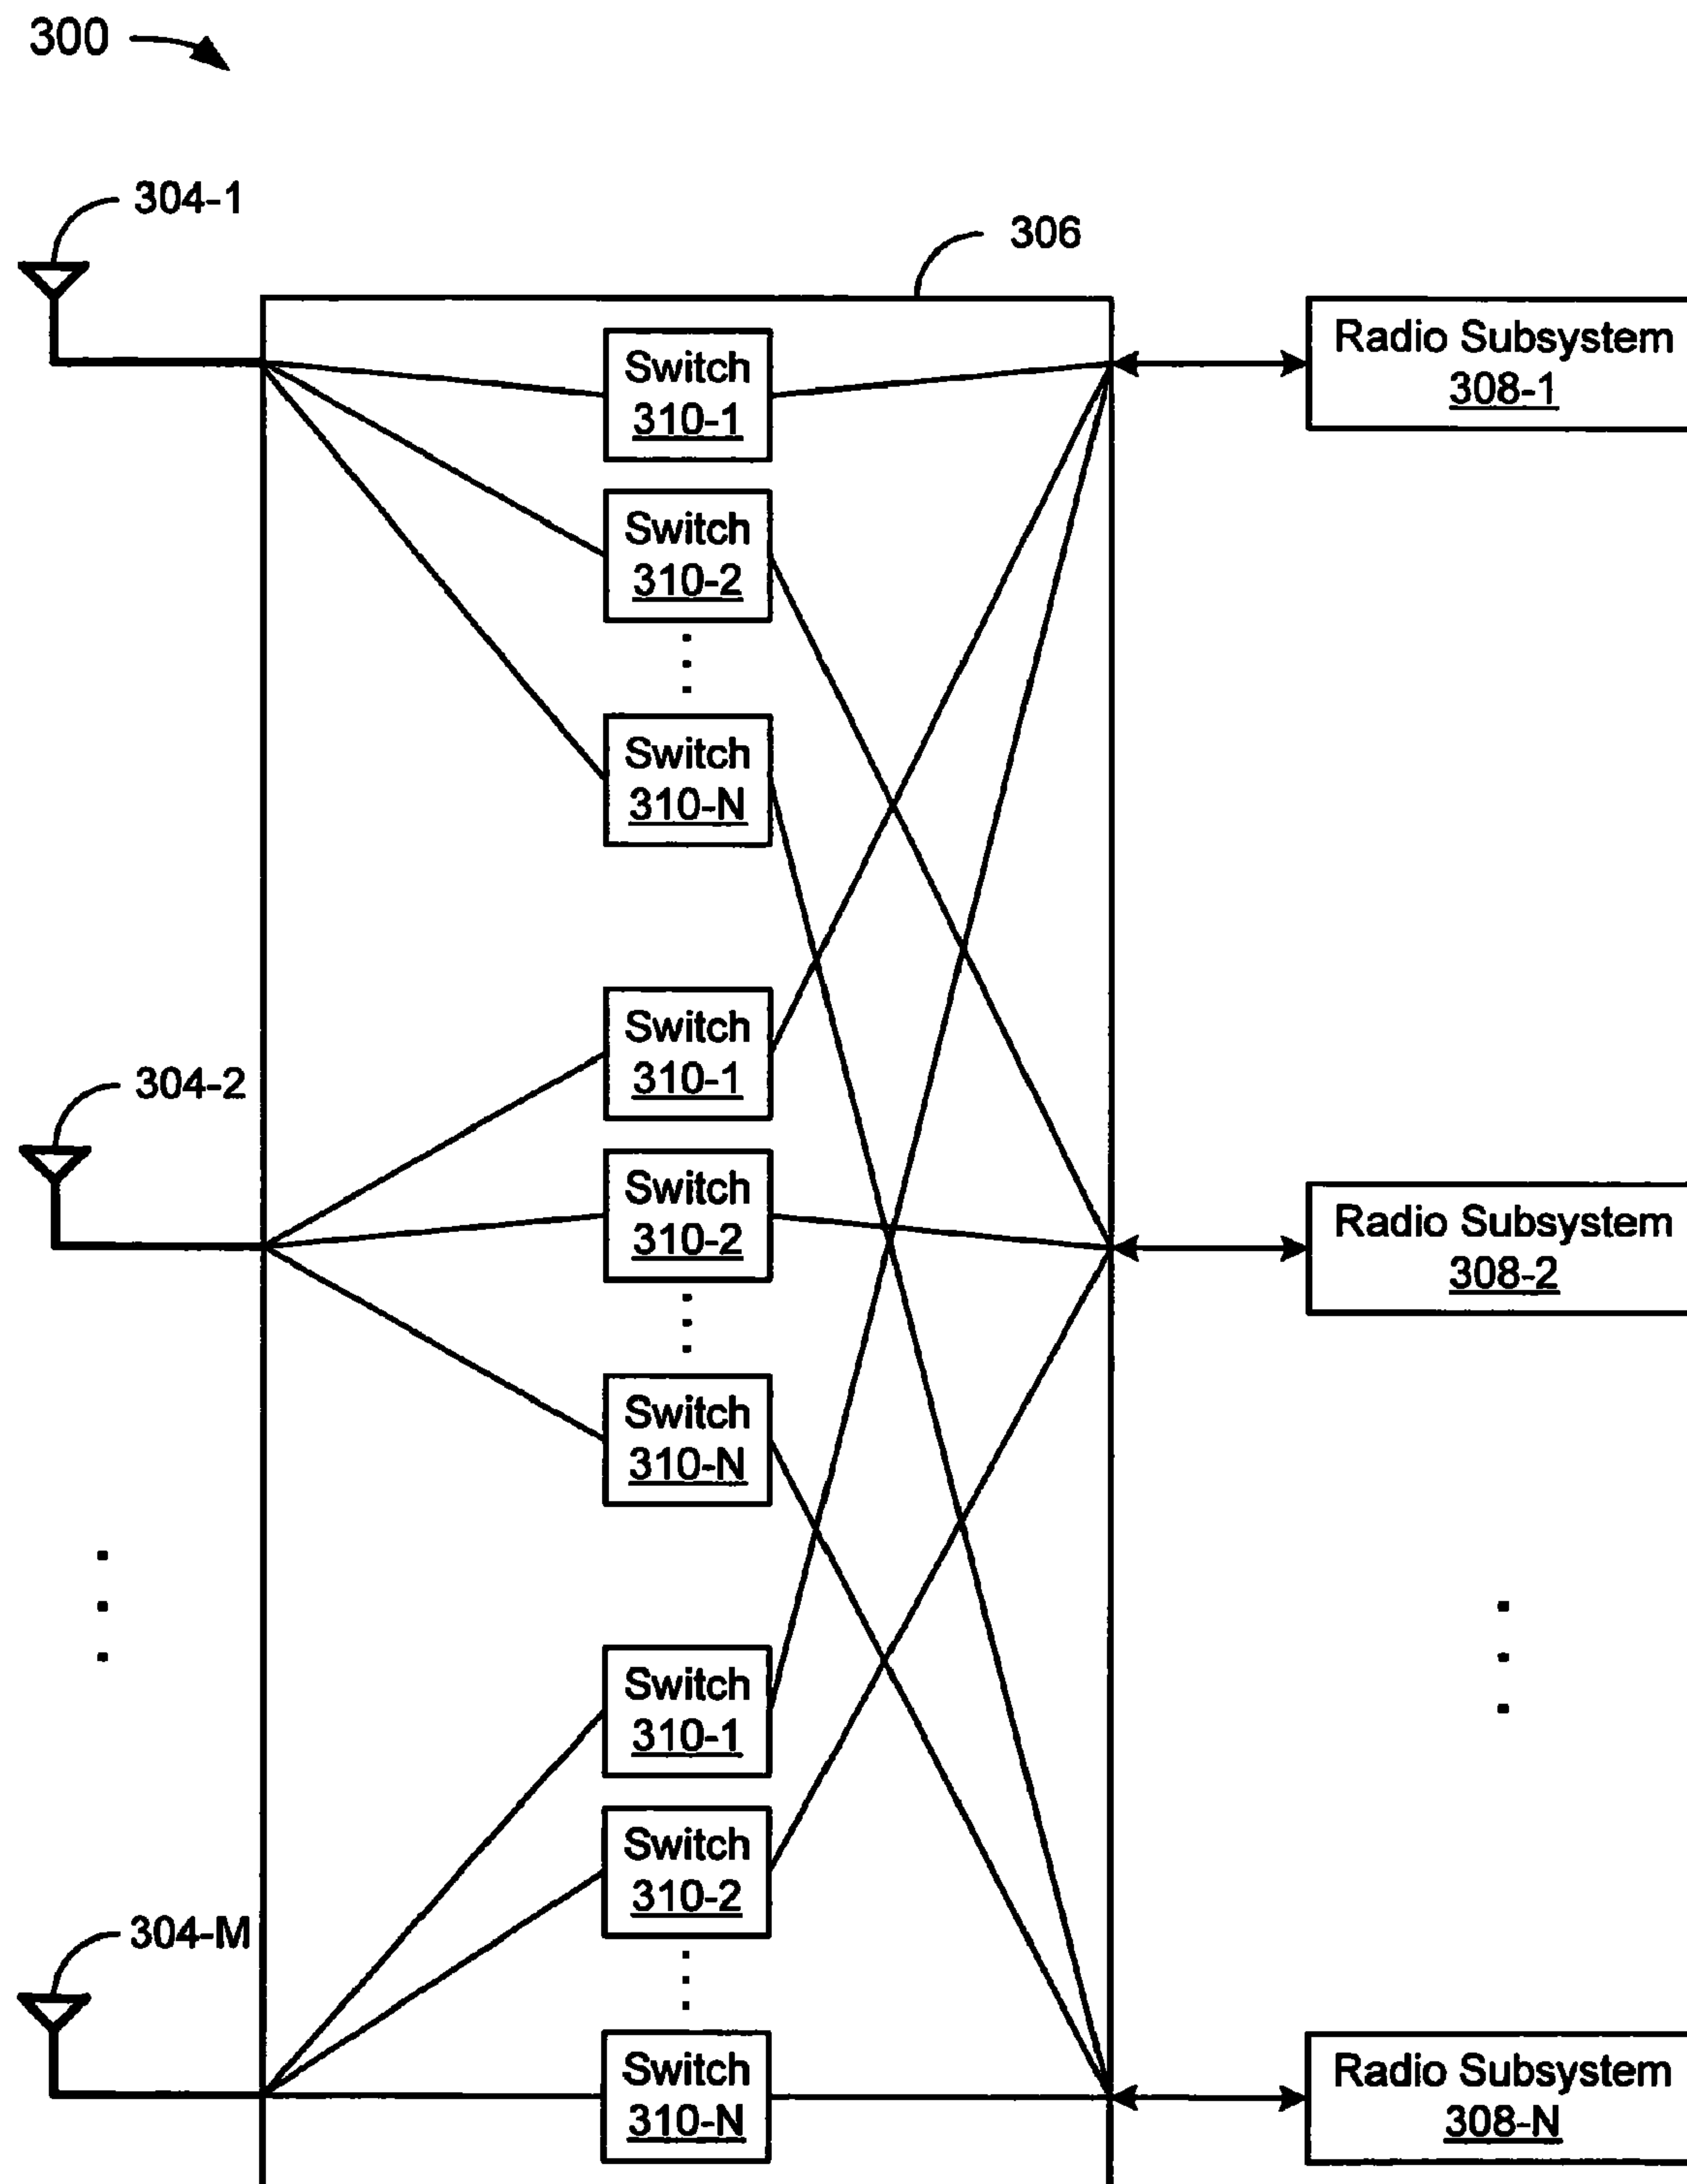 300
304-1
306
Switch
310-1
Radio Subsystem
308-1
Switch
310-2
Switch
310-N
304-2
Switch
310-1
Switch
310-2
Radio Subsystem
308-2
Switch
310-N
Switch
310-1
Switch
310-2
304-M
Switch
310-N
Radio Subsystem
308-N